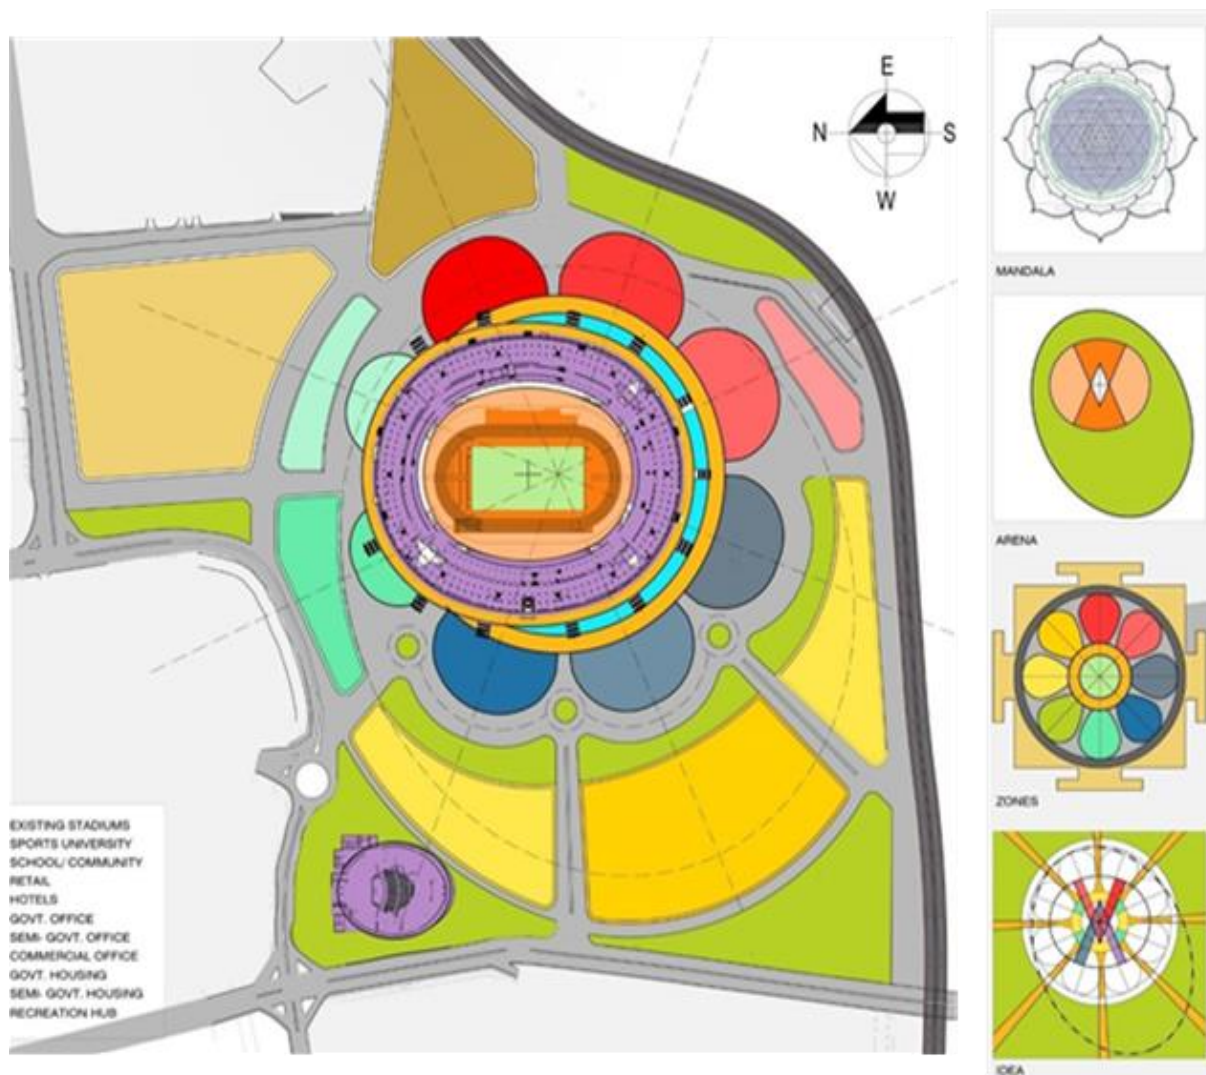 E
N
S
W
EXISTING STADIUMS
SPORTS UNIVERSITY
SCHOOL/ COMMUNITY
RETAIL
HOTELS
GOVT. OFFICE
SEMI- GOVT. OFFICE
COMMERCIAL OFFICE
GOVT. HOUSING
SEMI- GOVT. HOUSING
RECREATION HUB
MANDALA
ARENA
ZONES
IDEA